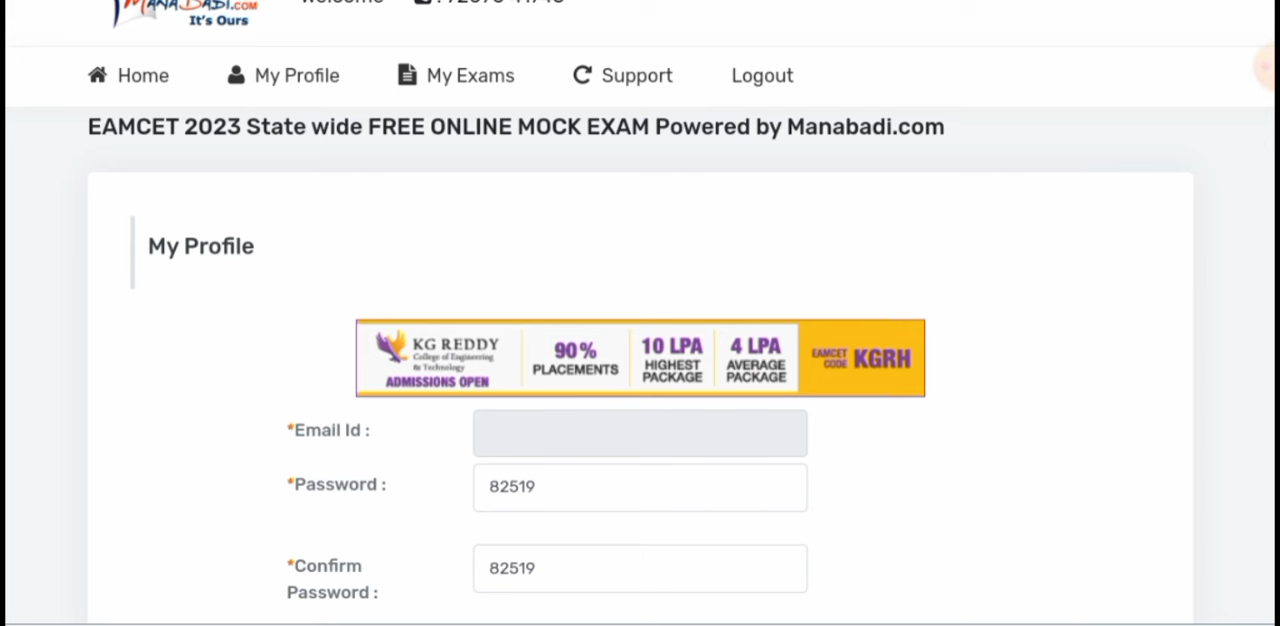 MANABADI.COM
It's Ours
Home
My Profile
My Exams
Support
Logout
EAMCET 2023 State wide FREE ONLINE MOCK EXAM Powered by Manabadi.com
My Profile
KG REDDY
College of Engineering
& Technology
ADMISSIONS OPEN
90%
PLACEMENTS
10 LPA
HIGHEST
PACKAGE
4 LPA
AVERAGE
PACKAGE
EAMCET
CODE
KGRH
*Email Id :
*Password :
82519
*Confirm
Password :
82519